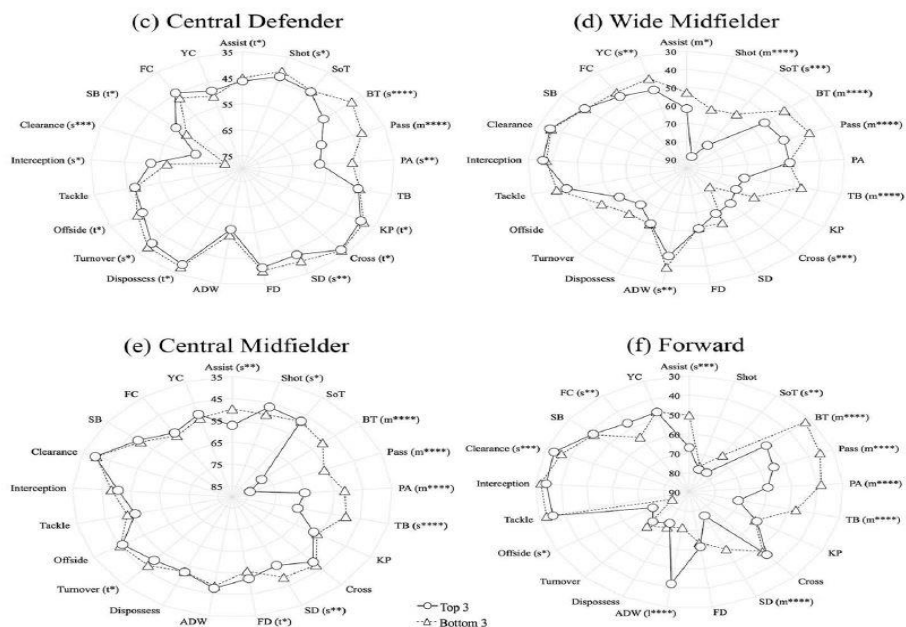 (c) Central Defender
Assist (t*)
Shot (s*)
SoT
BT (s****)
Pass (m****)
PA (s**)
TB
KP (t*)
Cross (t*)
SD (s**)
FD
ADW
Dispossess (t*)
Turnover (s*)
Offside (t*)
Tackle
Interception (s*)
Clearance (s***)
SB (t*)
FC
YC
35
45
55
65
75
(d) Wide Midfielder
Assist (m*)
Shot (m****)
SoT (s***)
BT (m****)
Pass (m****)
PA
TB (m****)
KP
Cross (s***)
SD
FD
ADW (s**)
Dispossess
Turnover
Offside
Tackle
Interception
Clearance
SB
FC
YC (s**)
30
40
50
60
70
80
90
(e) Central Midfielder
Assist (s**)
Shot (s*)
SoT
BT (m****)
Pass (m****)
PA (m****)
TB (s****)
KP
Cross
SD (s**)
FD (t*)
ADW
Dispossess
Turnover (t*)
Offside
Tackle
Interception
Clearance
SB
FC
YC
35
45
55
65
75
85
(f) Forward
Assist (s***)
Shot
SoT (s**)
BT (m****)
Pass (m****)
PA (m****)
TB (m****)
KP
Cross
SD (m****)
FD
ADW (l****)
Dispossess
Turnover
Offside (s*)
Tackle
Interception
Clearance (s***)
SB
FC (s**)
YC
30
40
50
60
70
80
90
Top 3
Bottom 3